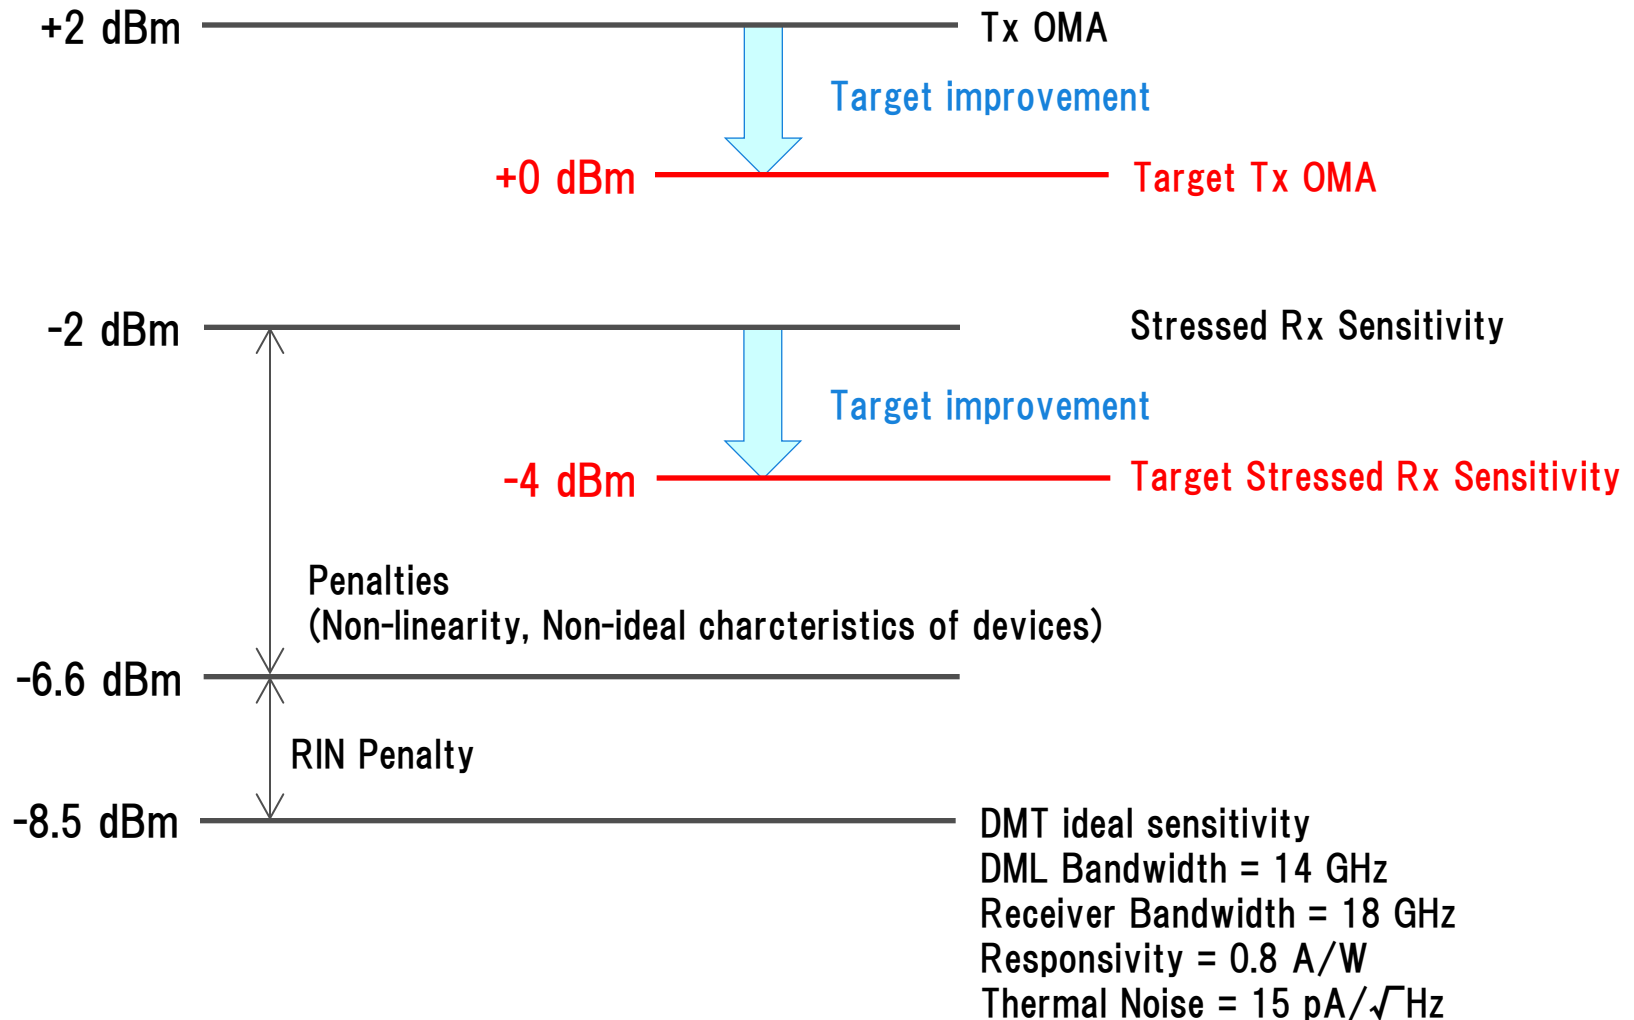 +2 dBm
Tx OMA
Target improvement
+0 dBm
Target Tx OMA
-2 dBm
Stressed Rx Sensitivity
Target improvement
-4 dBm
Target Stressed Rx Sensitivity
Penalties
(Non-linearity, Non-ideal charcteristics of devices)
-6.6 dBm
RIN Penalty
-8.5 dBm
DMT ideal sensitivity
DML Bandwidth = 14 GHz
Receiver Bandwidth = 18 GHz
Responsivity = 0.8 A/W
Thermal Noise = 15 pA/√Hz